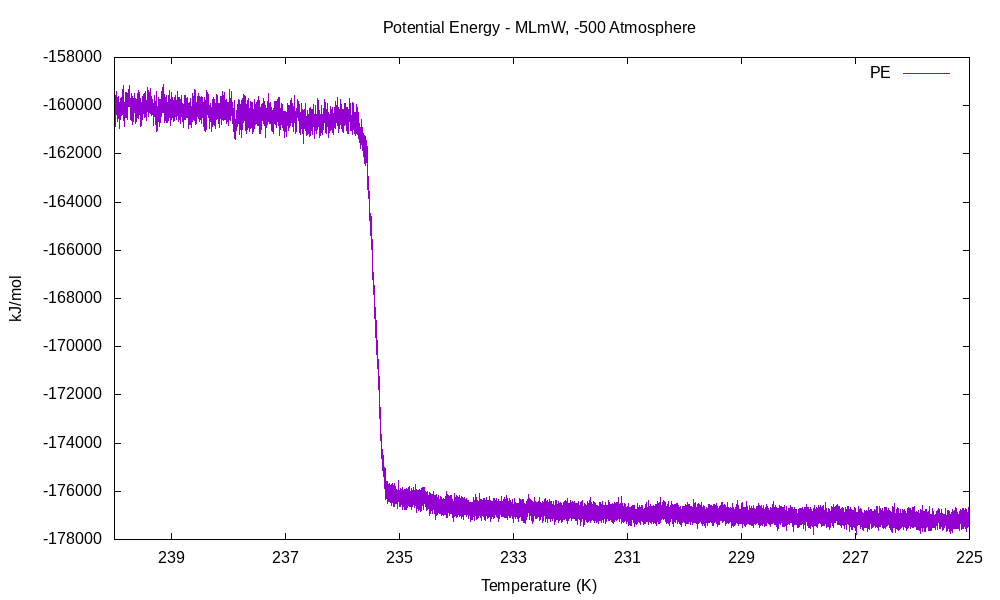 Potential Energy - MLmW, -500 Atmosphere
PE
kJ/mol
-158000
-160000
-162000
-164000
-166000
-168000
-170000
-172000
-174000
-176000
-178000
239 237 235 233 231 229 227 225
Temperature (K)